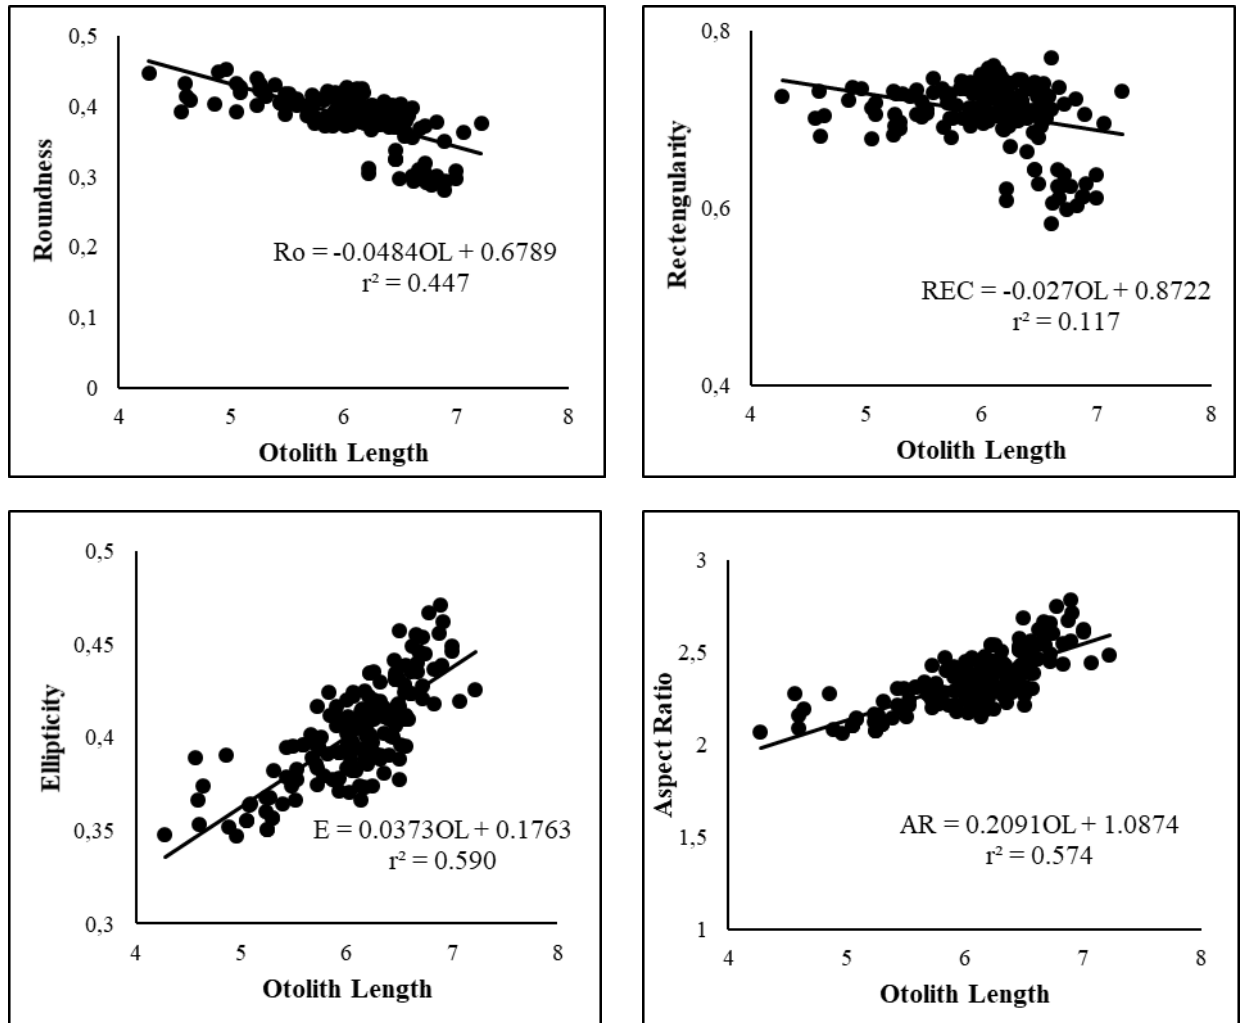 0,5
0,4
0,3
0,2
0,1
0
Roundness
Ro = -0.0484OL + 0.6789
r² = 0.447
4 5 6 7 8
Otolith Length
0,8
0,6
0,4
Rectengularity
REC = -0.027OL + 0.8722
r² = 0.117
4 5 6 7 8
Otolith Length
0,5
0,45
0,4
0,35
0,3
Ellipticity
E = 0.0373OL + 0.1763
r² = 0.590
4 5 6 7 8
Otolith Length
3
2,5
2
1,5
1
Aspect Ratio
AR = 0.2091OL + 1.0874
r² = 0.574
4 5 6 7 8
Otolith Length